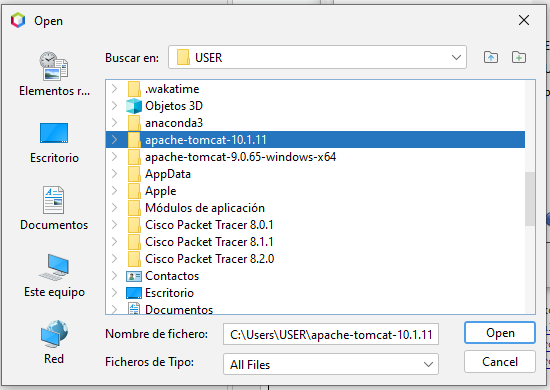 Open
Buscar en:
USER
Elementos r...
Escritorio
Documentos
Este equipo
Red
.wakatime
Objetos 3D
anaconda3
apache-tomcat-10.1.11
apache-tomcat-9.0.65-windows-x64
AppData
Apple
Módulos de aplicación
Cisco Packet Tracer 8.0.1
Cisco Packet Tracer 8.1.1
Cisco Packet Tracer 8.2.0
Contactos
Escritorio
Documentos
Nombre de fichero:
C:\Users\USER\apache-tomcat-10.1.11
Open
Ficheros de Tipo:
All Files
Cancel